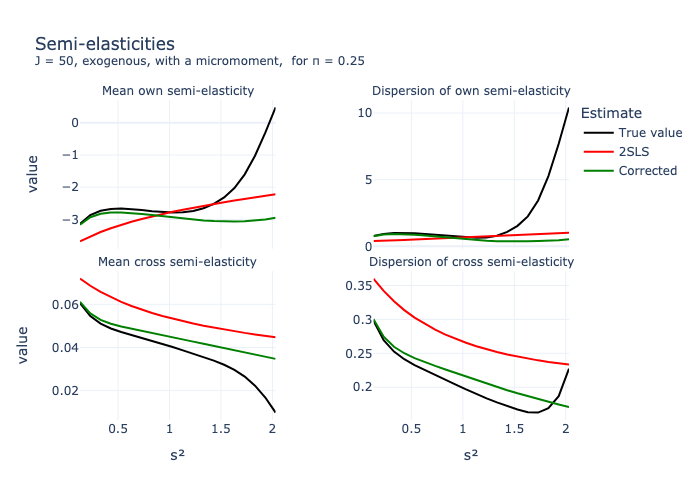 Semi-elasticities
J = 50, exogenous, with a micromoment,  for π = 0.25
Mean own semi-elasticity
Dispersion of own semi-elasticity
Estimate
True value
2SLS
Corrected
value
0
−1
−2
−3
10
5
0
Mean cross semi-elasticity
Dispersion of cross semi-elasticity
value
0.06
0.04
0.02
0.35
0.3
0.25
0.2
0.5
1
1.5
2
0.5
1
1.5
2
s²
s²